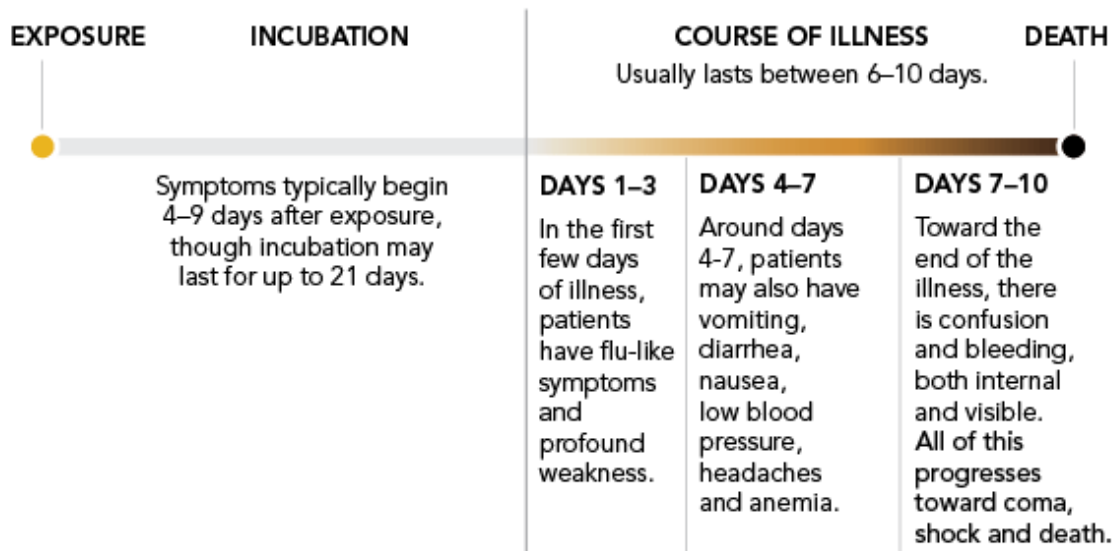 EXPOSURE
INCUBATION
COURSE OF ILLNESS
DEATH
Usually lasts between 6–10 days.
Symptoms typically begin
4–9 days after exposure,
though incubation may
last for up to 21 days.
DAYS 1–3
In the first
few days
of illness,
patients
have flu-like
symptoms
and
profound
weakness.
DAYS 4–7
Around days
4-7, patients
may also have
vomiting,
diarrhea,
nausea,
low blood
pressure,
headaches
and anemia.
DAYS 7–10
Toward the
end of the
illness, there
is confusion
and bleeding,
both internal
and visible.
All of this
progresses
toward coma,
shock and death.